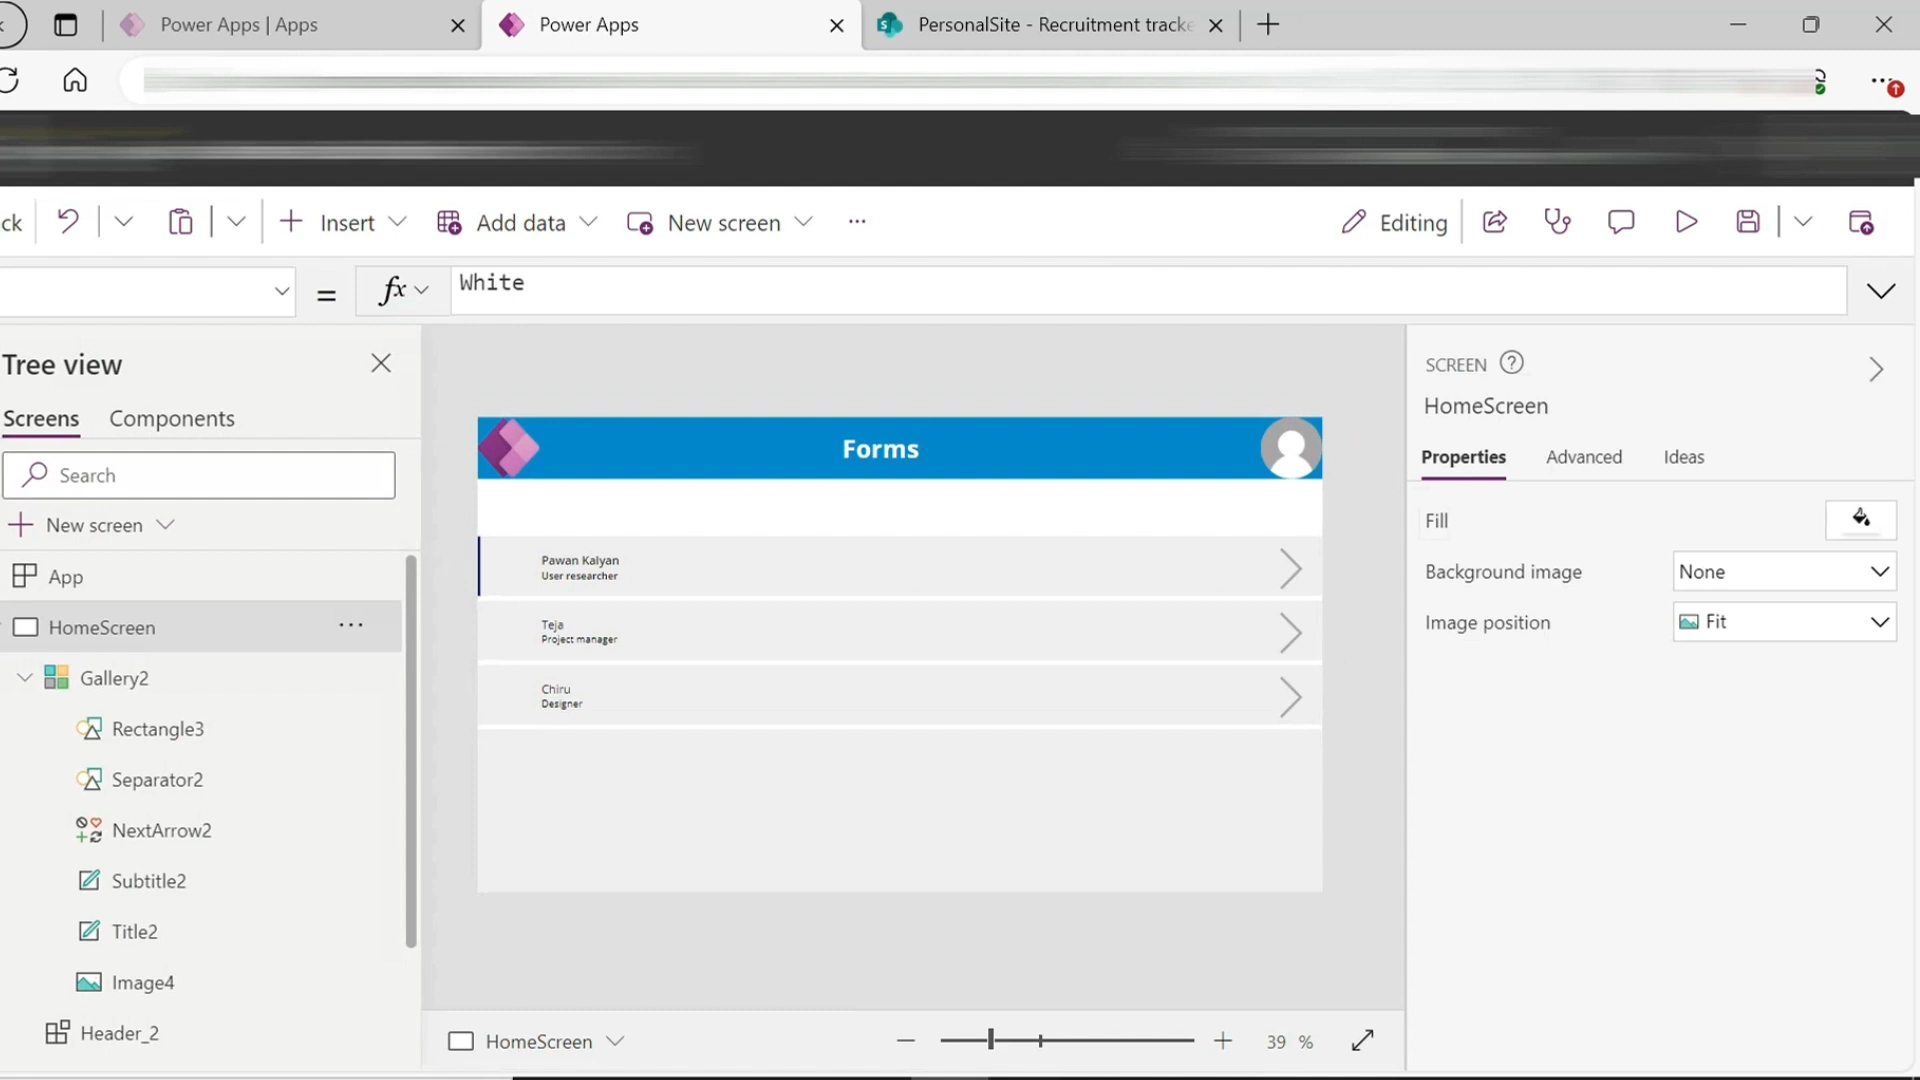 Power Apps | Apps
Power Apps
PersonalSite - Recruitment tracke
ck
Insert
Add data
New screen
...
Editing
=
fx
White
Tree view
Screens
Components
Search
New screen
App
HomeScreen
...
Gallery2
Rectangle3
Separator2
NextArrow2
Subtitle2
Title2
Image4
Header_2
Forms
Pawan Kalyan
User researcher
Teja
Project manager
Chiru
Designer
HomeScreen
39 %
SCREEN
HomeScreen
Properties
Advanced
Ideas
Fill
Background image
None
Image position
Fit